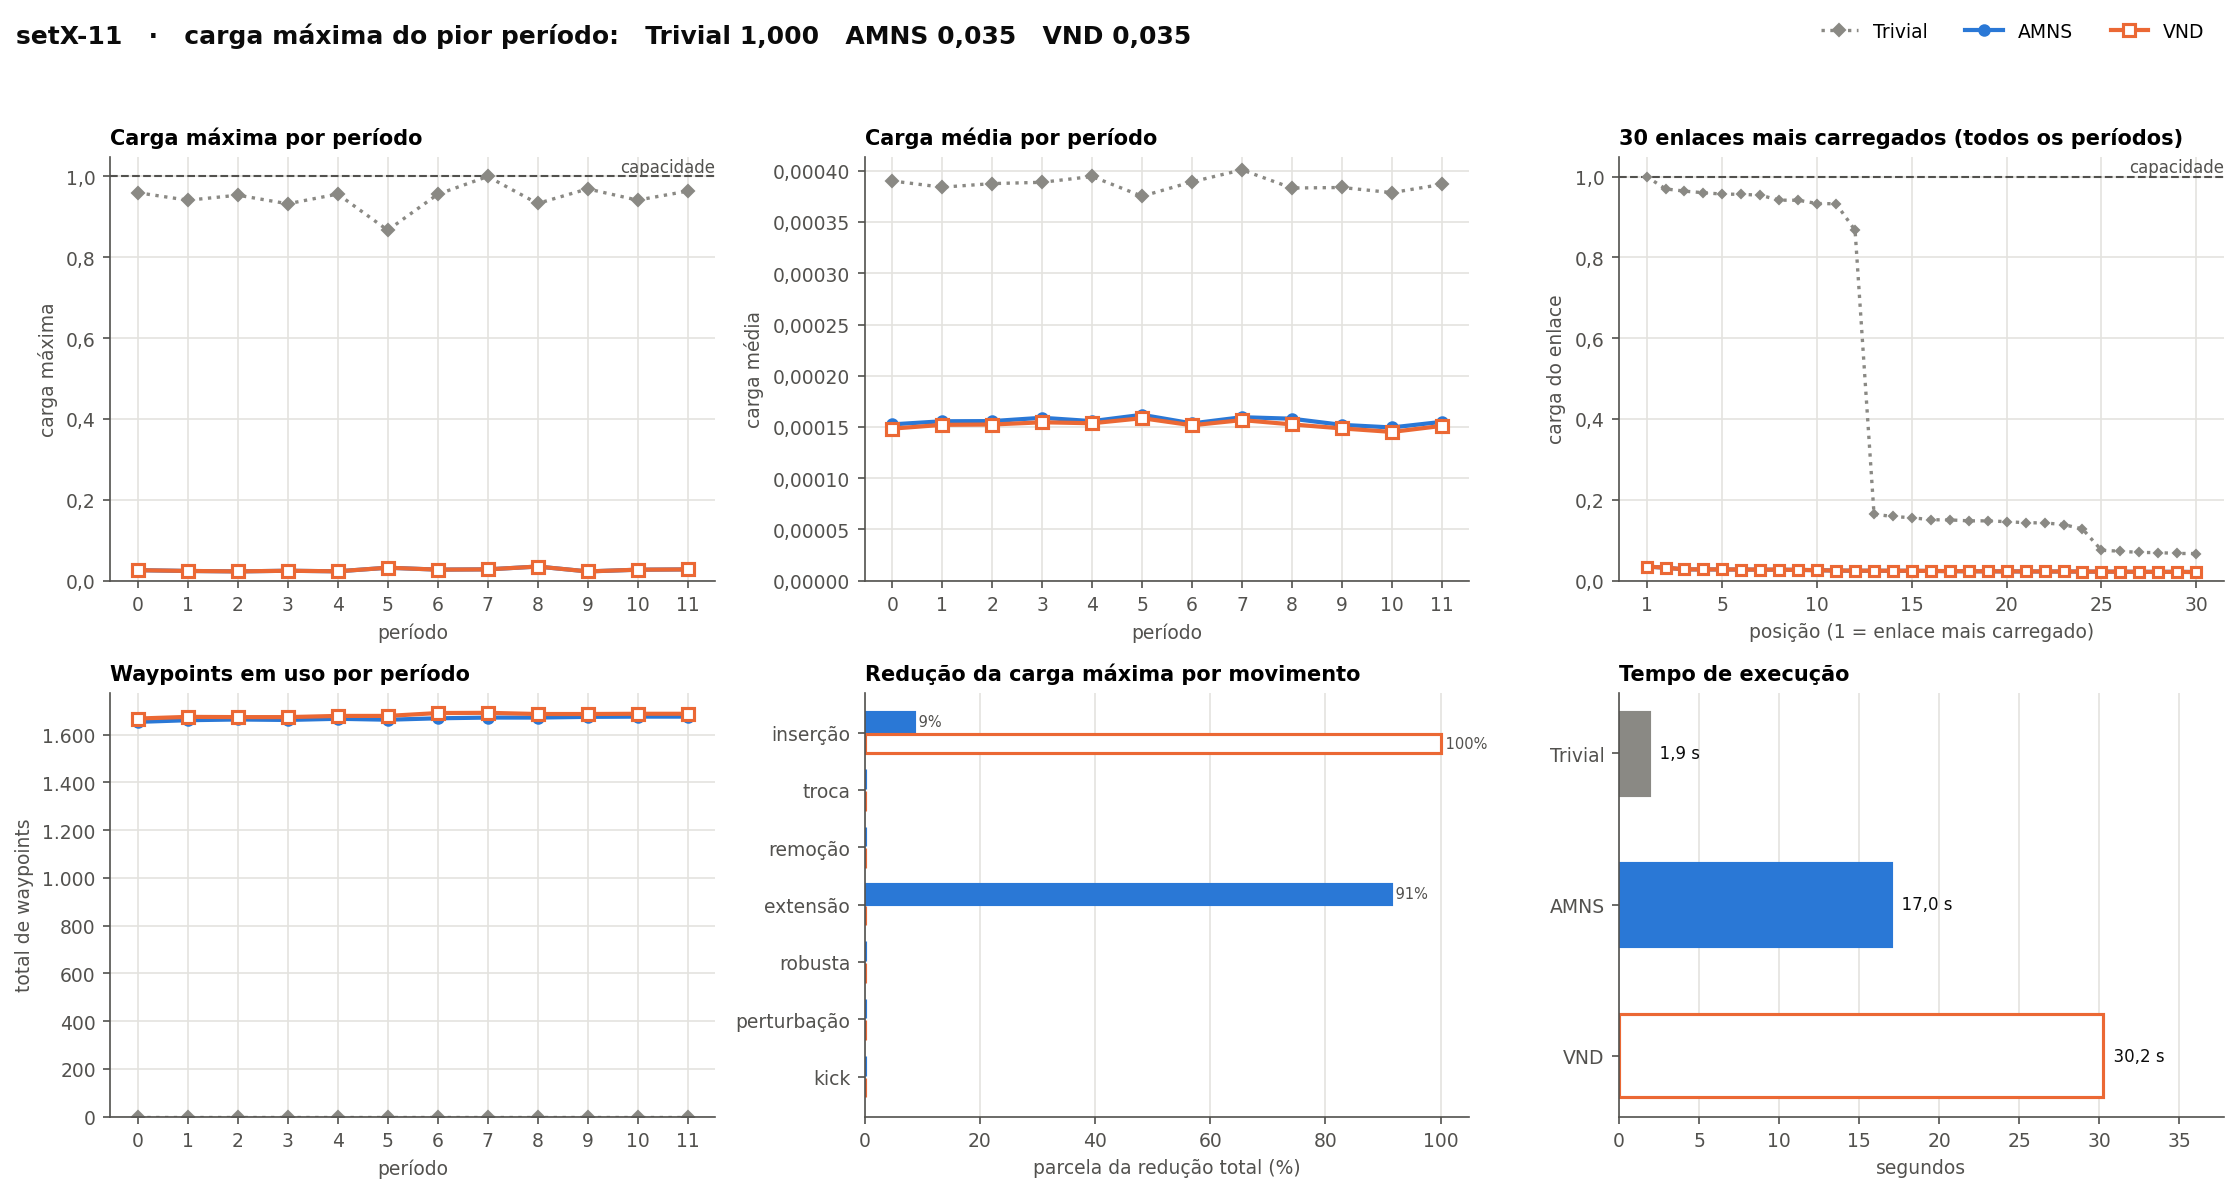 setX-11 · carga máxima do pior período: Trivial 1,000 AMNS 0,035 VND 0,035
Trivial AMNS VND
Carga máxima por período
capacidade
carga máxima
1,0
0,8
0,6
0,4
0,2
0,0
0 1 2 3 4 5 6 7 8 9 10 11
período
Carga média por período
carga média
0,00040
0,00035
0,00030
0,00025
0,00020
0,00015
0,00010
0,00005
0,00000
0 1 2 3 4 5 6 7 8 9 10 11
período
30 enlaces mais carregados (todos os períodos)
capacidade
carga do enlace
1,0
0,8
0,6
0,4
0,2
0,0
1 5 10 15 20 25 30
posição (1 = enlace mais carregado)
Waypoints em uso por período
total de waypoints
1.600
1.400
1.200
1.000
800
600
400
200
0
0 1 2 3 4 5 6 7 8 9 10 11
período
Redução da carga máxima por movimento
inserção 9%
100%
troca
remoção
extensão 91%
robusta
perturbação
kick
0 20 40 60 80 100
parcela da redução total (%)
Tempo de execução
Trivial 1,9 s
AMNS 17,0 s
VND 30,2 s
0 5 10 15 20 25 30 35
segundos